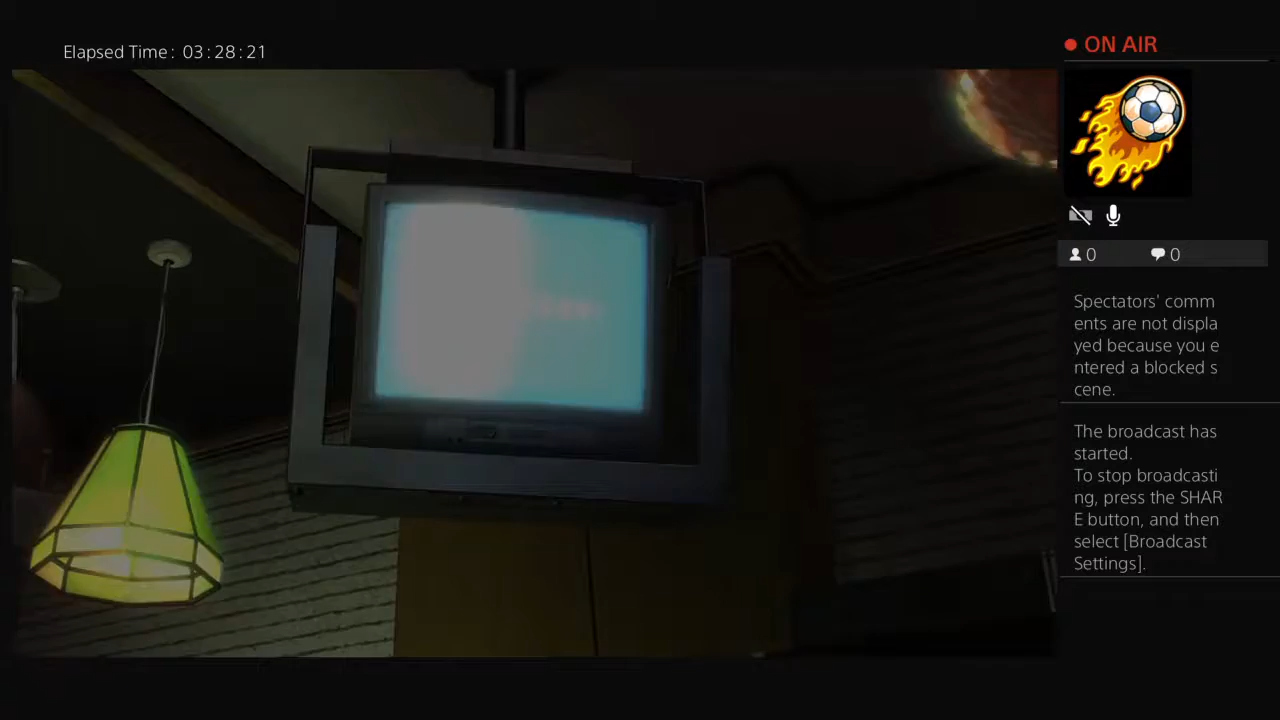 Elapsed Time: 03:28:21
ON AIR
0
0
Spectators' comm
ents are not displa
yed because you e
ntered a blocked s
cene.
The broadcast has
started.
To stop broadcasti
ng, press the SHAR
E button, and then
select [Broadcast
Settings].